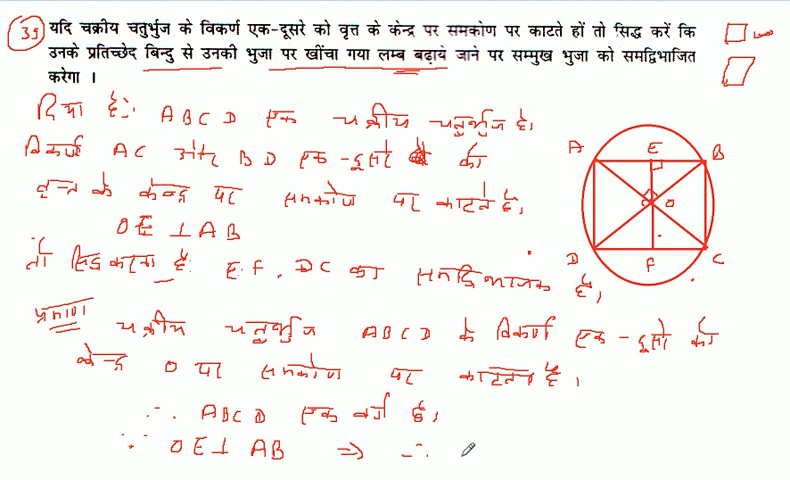 39 यदि चक्रीय चतुर्भुज के विकर्ण एक-दूसरे को वृत्त के केन्द्र पर समकोण पर काटते हों तो सिद्ध करें कि
उनके प्रतिच्छेद बिन्दु से उनकी भुजा पर खींचा गया लम्ब बढ़ाये जाने पर सम्मुख भुजा को समद्विभाजित
करेगा ।
दिया है:- ABCD एक चक्रीय चतुर्भुज है।
विकर्ण AC और BD एक-दूसरे को
वृत्त के केन्द्र पर समकोण पर काटते है,
OE ⊥ AB
तो सिद्ध करना है: EF, DC का समद्विभाजक है,
प्रमाण चक्रीय चतुर्भुज ABCD के विकर्ण एक-दूसरे को
केन्द्र O पर समकोण पर काटते है।
∴ ABCD एक वर्ग है,
∵ OE ⊥ AB ⇒ ∴
A E B
O
D F C